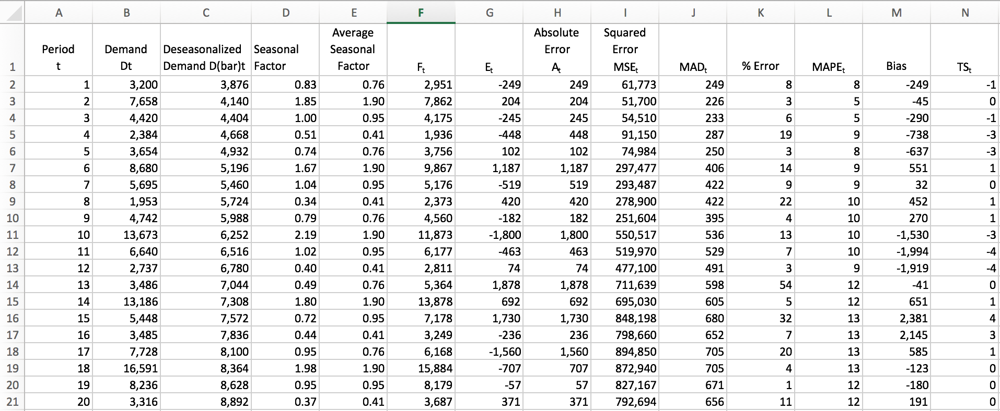 A B C D E F G H I J K L M N
1 Period t Demand Dt Deseasonalized Demand D(bar)t Seasonal Factor Average Seasonal Factor Ft Et Absolute Error At Squared Error MSEt MADt % Error MAPEt Bias TSt
2 1 3,200 3,876 0.83 0.76 2,951 -249 249 61,773 249 8 8 -249 -1
3 2 7,658 4,140 1.85 1.90 7,862 204 204 51,700 226 3 5 -45 0
4 3 4,420 4,404 1.00 0.95 4,175 -245 245 54,510 233 6 5 -290 -1
5 4 2,384 4,668 0.51 0.41 1,936 -448 448 91,150 287 19 9 -738 -3
6 5 3,654 4,932 0.74 0.76 3,756 102 102 74,984 250 3 8 -637 -3
7 6 8,680 5,196 1.67 1.90 9,867 1,187 1,187 297,477 406 14 9 551 1
8 7 5,695 5,460 1.04 0.95 5,176 -519 519 293,487 422 9 9 32 0
9 8 1,953 5,724 0.34 0.41 2,373 420 420 278,900 422 22 10 452 1
10 9 4,742 5,988 0.79 0.76 4,560 -182 182 251,604 395 4 10 270 1
11 10 13,673 6,252 2.19 1.90 11,873 -1,800 1,800 550,517 536 13 10 -1,530 -3
12 11 6,640 6,516 1.02 0.95 6,177 -463 463 519,970 529 7 10 -1,994 -4
13 12 2,737 6,780 0.40 0.41 2,811 74 74 477,100 491 3 9 -1,919 -4
14 13 3,486 7,044 0.49 0.76 5,364 1,878 1,878 711,639 598 54 12 -41 0
15 14 13,186 7,308 1.80 1.90 13,878 692 692 695,030 605 5 12 651 1
16 15 5,448 7,572 0.72 0.95 7,178 1,730 1,730 848,198 680 32 13 2,381 4
17 16 3,485 7,836 0.44 0.41 3,249 -236 236 798,660 652 7 13 2,145 3
18 17 7,728 8,100 0.95 0.76 6,168 -1,560 1,560 894,850 705 20 13 585 1
19 18 16,591 8,364 1.98 1.90 15,884 -707 707 872,940 705 4 13 -123 0
20 19 8,236 8,628 0.95 0.95 8,179 -57 57 827,167 671 1 12 -180 0
21 20 3,316 8,892 0.37 0.41 3,687 371 371 792,694 656 11 12 191 0